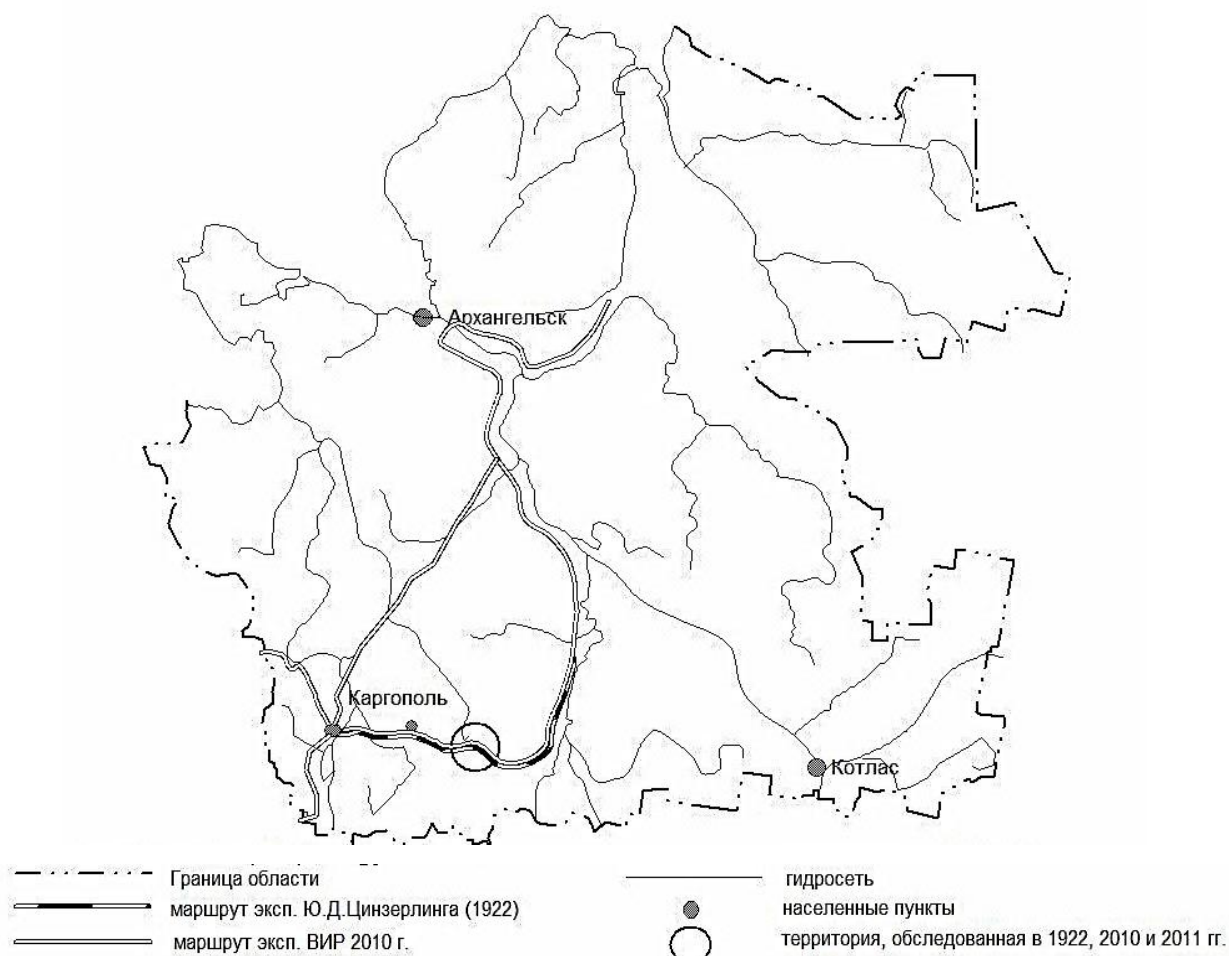 Архангельск
Каргополь
Котлас
Граница области
маршрут эксп. Ю.Д.Цинзерлинга (1922)
маршрут эксп. ВИР 2010 г.
гидросеть
населенные пункты
территория, обследованная в 1922, 2010 и 2011 гг.